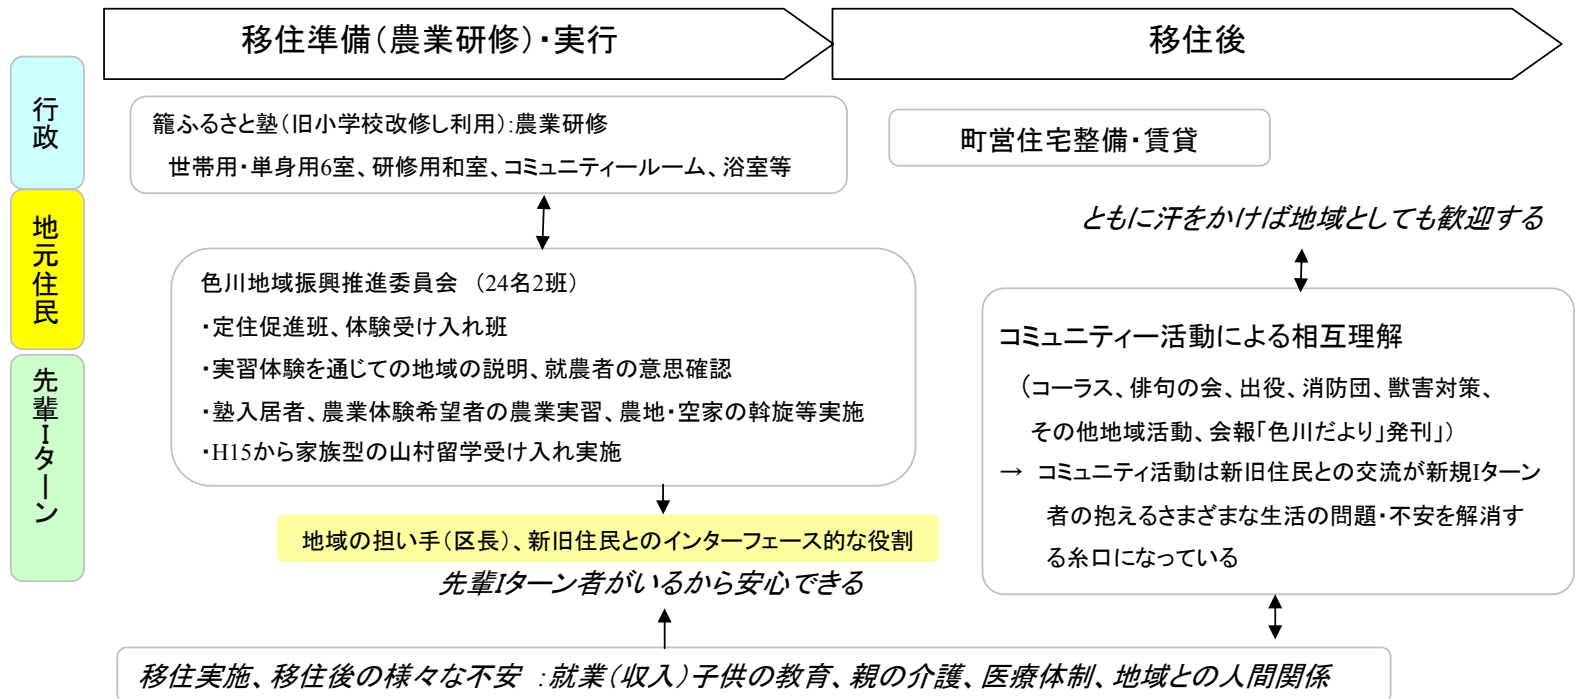 移住準備(農業研修)・実行
移住後
行政
地元住民
先輩Iターン
籠ふるさと塾(旧小学校改修し利用):農業研修
世帯用・単身用6室、研修用和室、コミュニティールーム、浴室等
町営住宅整備・賃貸
ともに汗をかけば地域としても歓迎する
色川地域振興推進委員会 (24名2班)
・定住促進班、体験受け入れ班
・実習体験を通じての地域の説明、就農者の意思確認
・塾入居者、農業体験希望者の農業実習、農地・空家の斡旋等実施
・H15から家族型の山村留学受け入れ実施
コミュニティー活動による相互理解
(コーラス、俳句の会、出役、消防団、獣害対策、
その他地域活動、会報「色川だより」発刊」)
→ コミュニティ活動は新旧住民との交流が新規Iターン
者の抱えるさまざまな生活の問題・不安を解消す
る糸口になっている
地域の担い手(区長)、新旧住民とのインターフェース的な役割
先輩Iターン者がいるから安心できる
移住実施、移住後の様々な不安 :就業(収入)子供の教育、親の介護、医療体制、地域との人間関係